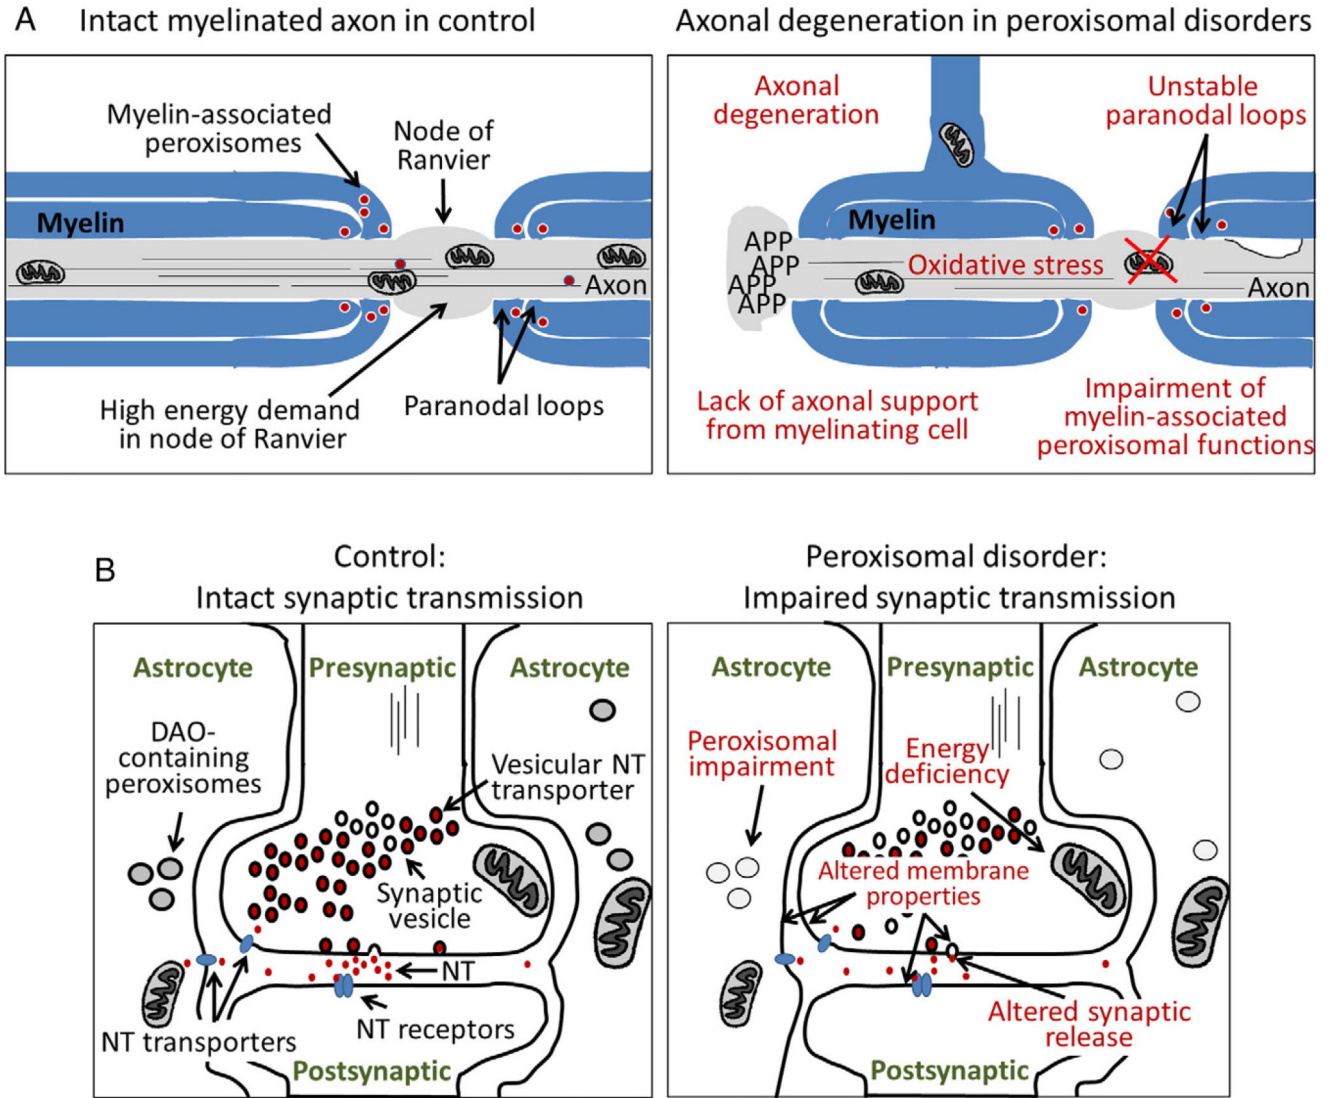 A
Intact myelinated axon in control
Axonal degeneration in peroxisomal disorders
Myelin-associated
peroxisomes
Node of
Ranvier
Myelin
Axon
High energy demand
in node of Ranvier
Paranodal loops
Axonal
degeneration
Unstable
paranodal loops
Myelin
APP
APP
APP
APP
Oxidative stress
Axon
Lack of axonal support
from myelinating cell
Impairment of
myelin-associated
peroxisomal functions
B
Control:
Intact synaptic transmission
Peroxisomal disorder:
Impaired synaptic transmission
Astrocyte
Presynaptic
Astrocyte
DAO-
containing
peroxisomes
Vesicular NT
transporter
Synaptic
vesicle
NT
NT receptors
NT transporters
Postsynaptic
Astrocyte
Presynaptic
Astrocyte
Peroxisomal
impairment
Energy
deficiency
Altered membrane
properties
Altered synaptic
release
Postsynaptic